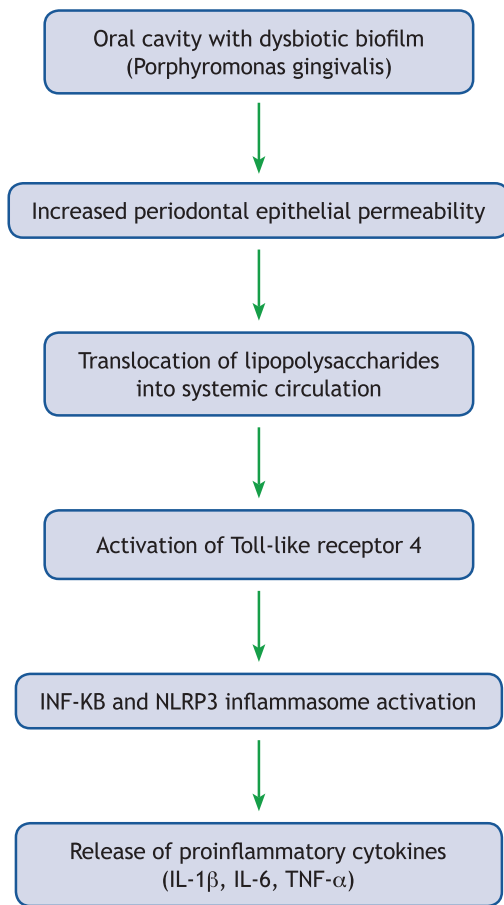 Oral cavity with dysbiotic biofilm
(Porphyromonas gingivalis)
Increased periodontal epithelial permeability
Translocation of lipopolysaccharides
into systemic circulation
Activation of Toll-like receptor 4
INF-KB and NLRP3 inflammasome activation
Release of proinflammatory cytokines
(IL-1β, IL-6, TNF-α)